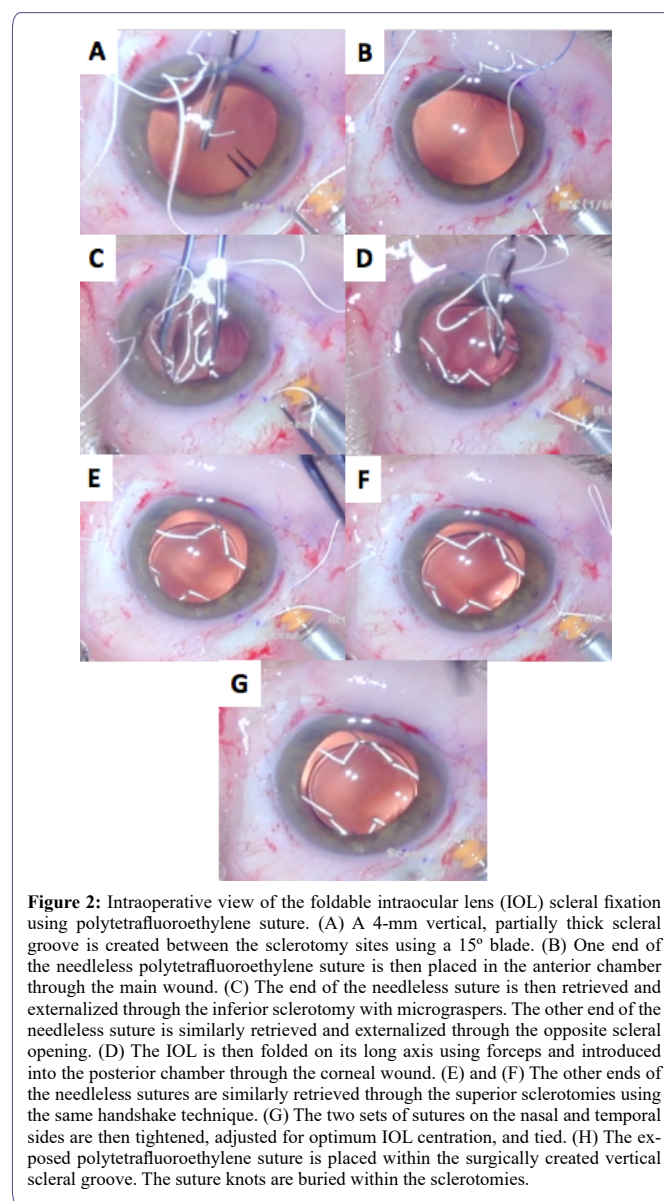 A
B
C
D
E
F
G
Figure 2: Intraoperative view of the foldable intraocular lens (IOL) scleral fixation
using polytetrafluoroethylene suture. (A) A 4-mm vertical, partially thick scleral
groove is created between the sclerotomy sites using a 15º blade. (B) One end of
the needleless polytetrafluoroethylene suture is then placed in the anterior chamber
through the main wound. (C) The end of the needleless suture is then retrieved and
externalized through the inferior sclerotomy with micrograspers. The other end of the
needleless suture is similarly retrieved and externalized through the opposite scleral
opening. (D) The IOL is then folded on its long axis using forceps and introduced
into the posterior chamber through the corneal wound. (E) and (F) The other ends of
the needleless sutures are similarly retrieved through the superior sclerotomies using
the same handshake technique. (G) The two sets of sutures on the nasal and temporal
sides are then tightened, adjusted for optimum IOL centration, and tied. (H) The ex-
posed polytetrafluoroethylene suture is placed within the surgically created vertical
scleral groove. The suture knots are buried within the sclerotomies.